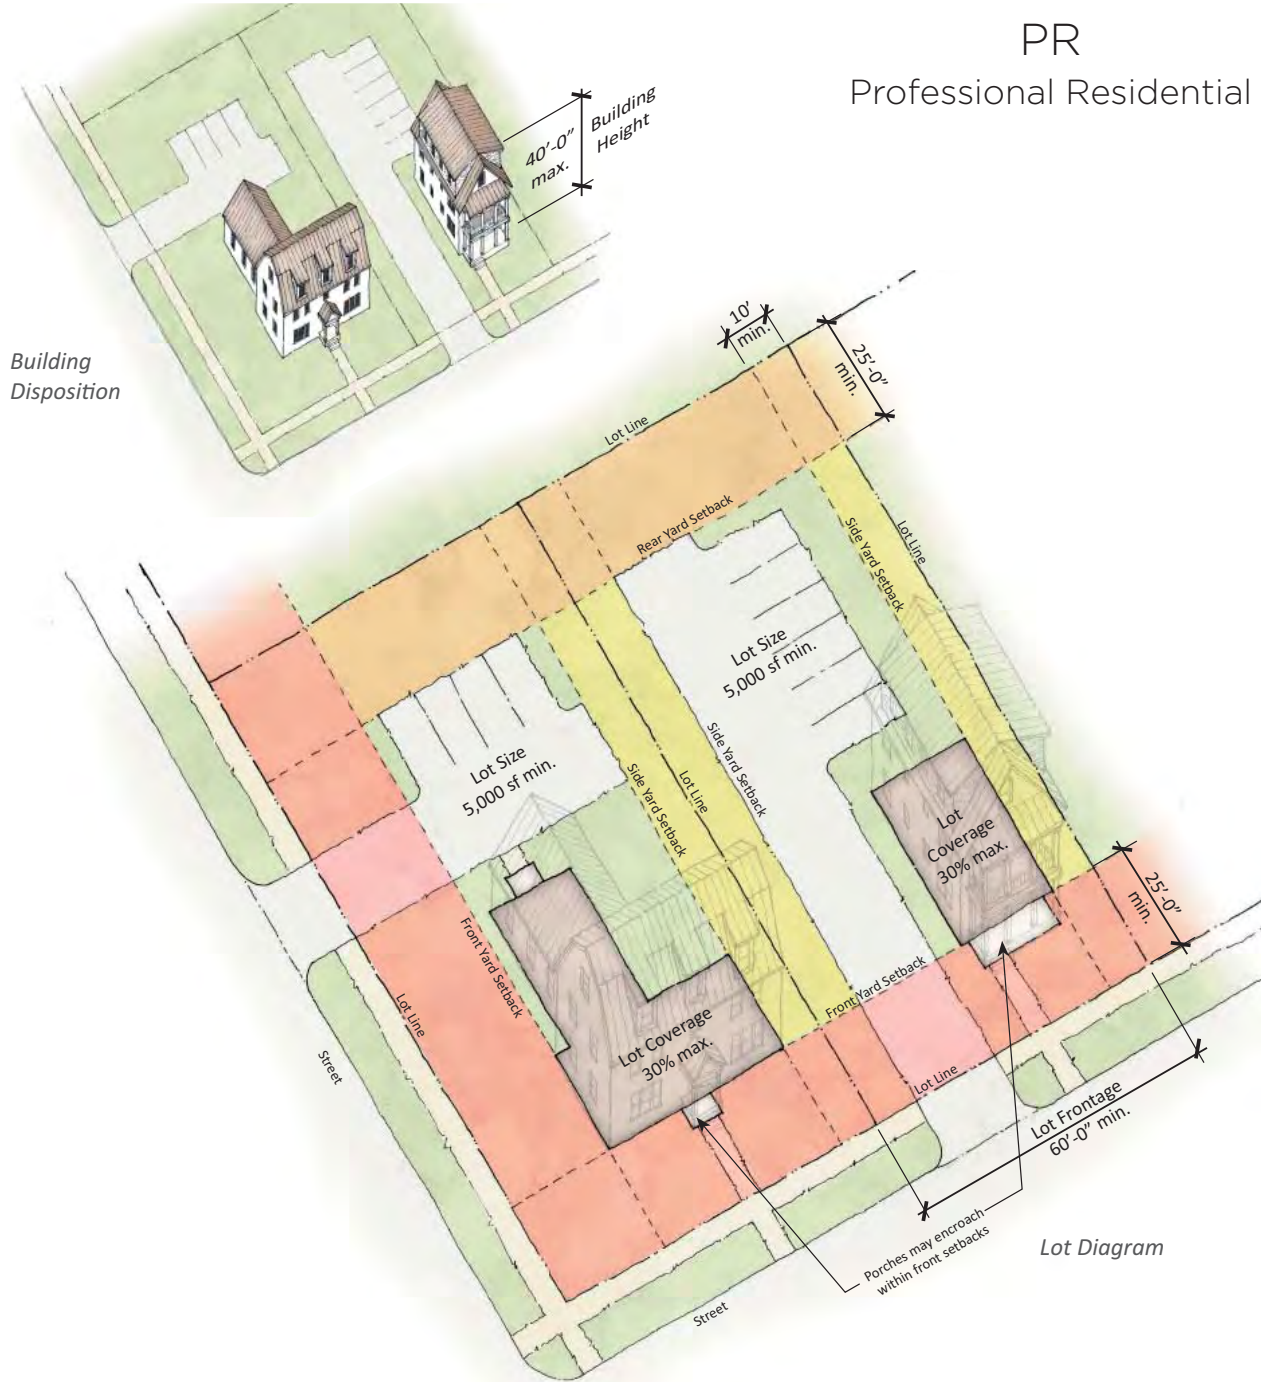 PR
Professional Residential
Building
Height
40'-0"
max.
Building
Disposition
10'
min.
25'-0"
min.
Lot Line
Rear Yard Setback
Side Yard Setback
Lot Line
Lot Size
5,000 sf min.
Lot Size
5,000 sf min.
Side Yard Setback
Lot Line
Side Yard Setback
Lot
Coverage
30% max.
25'-0"
min.
Front Yard Setback
Lot Line
Front Yard Setback
Lot Coverage
30% max.
Street
Lot Line
Lot Frontage
60'-0" min.
Porches may encroach
within front setbacks
Lot Diagram
Street